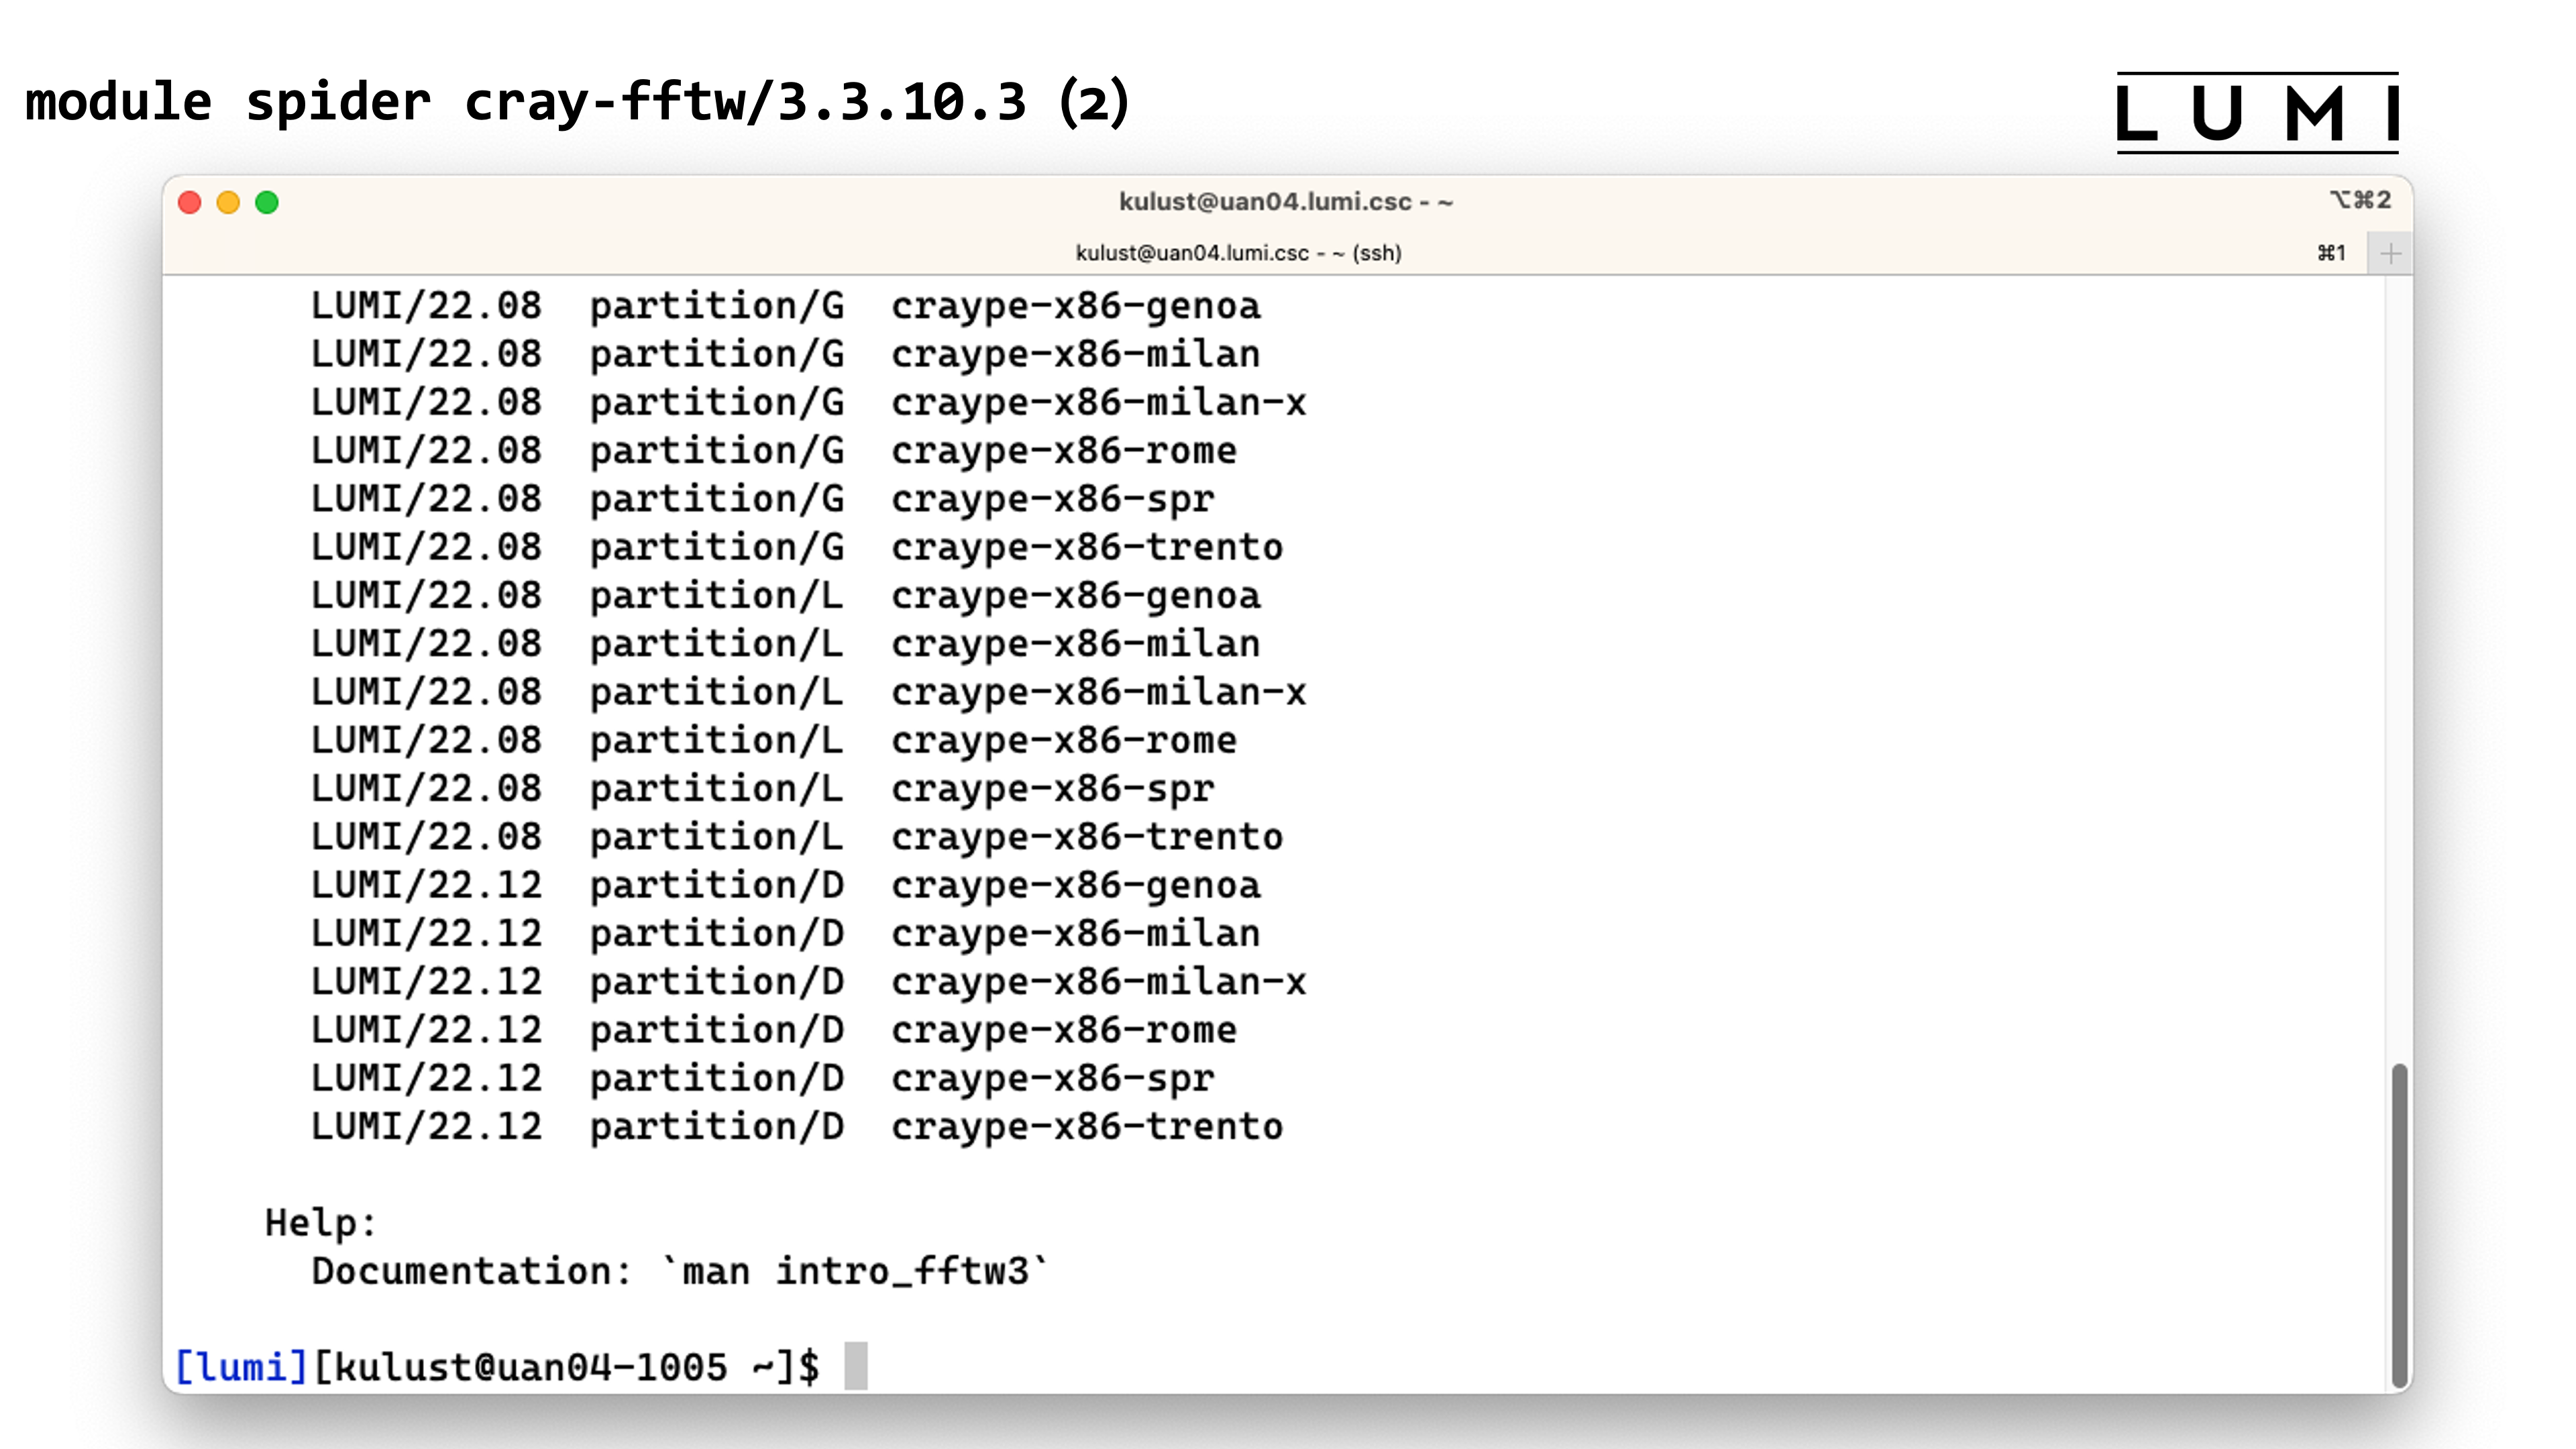 module spider cray-fftw/3.3.10.3 (2)
LUMI
kulust@uan04.lumi.csc - ~
⌥⌘2
kulust@uan04.lumi.csc - ~ (ssh)
⌘1
LUMI/22.08  partition/G  craype-x86-genoa
LUMI/22.08  partition/G  craype-x86-milan
LUMI/22.08  partition/G  craype-x86-milan-x
LUMI/22.08  partition/G  craype-x86-rome
LUMI/22.08  partition/G  craype-x86-spr
LUMI/22.08  partition/G  craype-x86-trento
LUMI/22.08  partition/L  craype-x86-genoa
LUMI/22.08  partition/L  craype-x86-milan
LUMI/22.08  partition/L  craype-x86-milan-x
LUMI/22.08  partition/L  craype-x86-rome
LUMI/22.08  partition/L  craype-x86-spr
LUMI/22.08  partition/L  craype-x86-trento
LUMI/22.12  partition/D  craype-x86-genoa
LUMI/22.12  partition/D  craype-x86-milan
LUMI/22.12  partition/D  craype-x86-milan-x
LUMI/22.12  partition/D  craype-x86-rome
LUMI/22.12  partition/D  craype-x86-spr
LUMI/22.12  partition/D  craype-x86-trento
Help:
Documentation: `man intro_fftw3`
[lumi][kulust@uan04-1005 ~]$